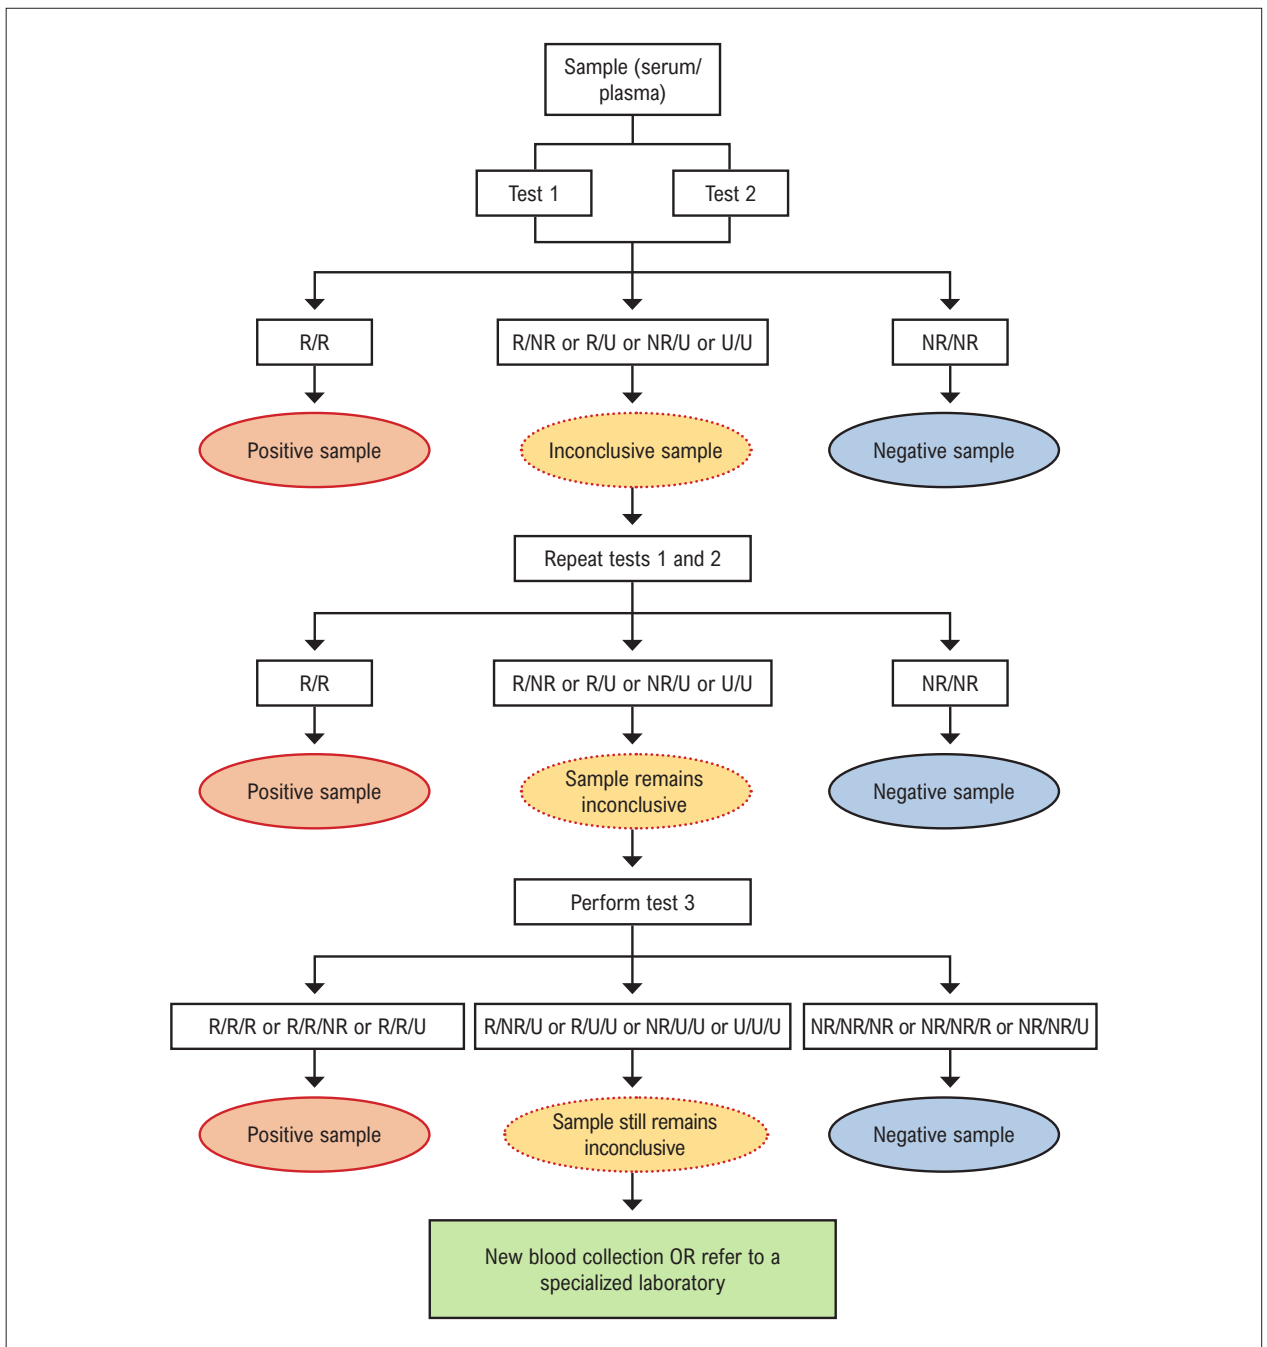 Sample (serum/
plasma)
Test 1
Test 2
R/R
R/NR or R/U or NR/U or U/U
NR/NR
Positive sample
Inconclusive sample
Negative sample
Repeat tests 1 and 2
R/R
R/NR or R/U or NR/U or U/U
NR/NR
Positive sample
Sample remains
inconclusive
Negative sample
Perform test 3
R/R/R or R/R/NR or R/R/U
R/NR/U or R/U/U or NR/U/U or U/U/U
NR/NR/NR or NR/NR/R or NR/NR/U
Positive sample
Sample still remains
inconclusive
Negative sample
New blood collection OR refer to a
specialized laboratory